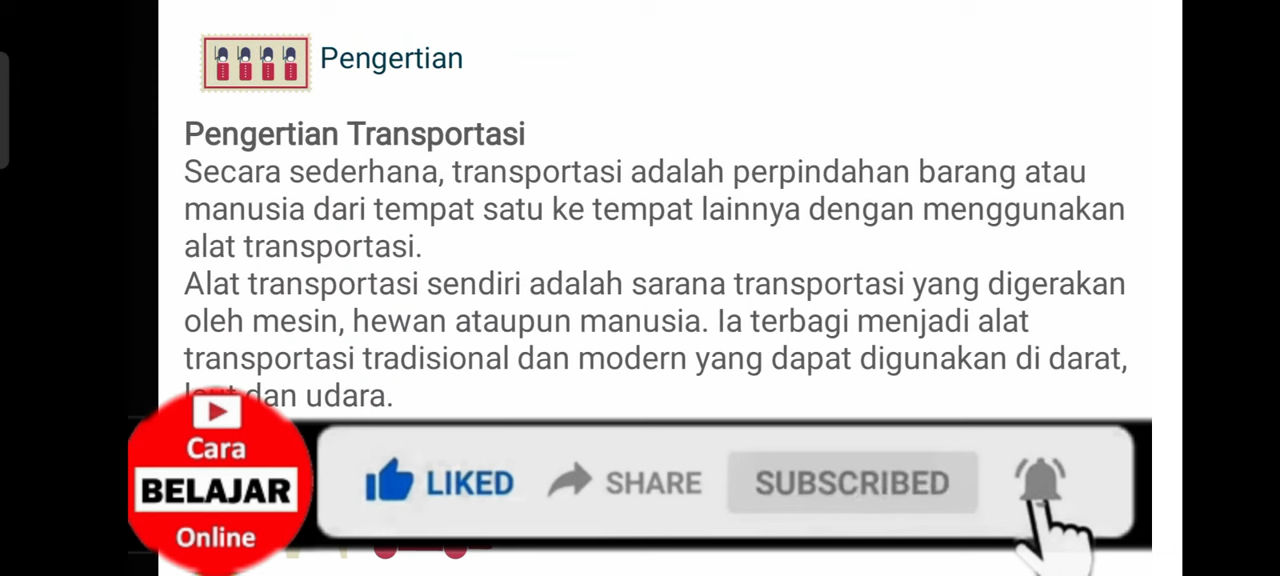 Pengertian
Pengertian Transportasi
Secara sederhana, transportasi adalah perpindahan barang atau
manusia dari tempat satu ke tempat lainnya dengan menggunakan
alat transportasi.
Alat transportasi sendiri adalah sarana transportasi yang digerakan
oleh mesin, hewan ataupun manusia. Ia terbagi menjadi alat
transportasi tradisional dan modern yang dapat digunakan di darat,
dan udara.
Cara
BELAJAR
Online
LIKED SHARE SUBSCRIBED